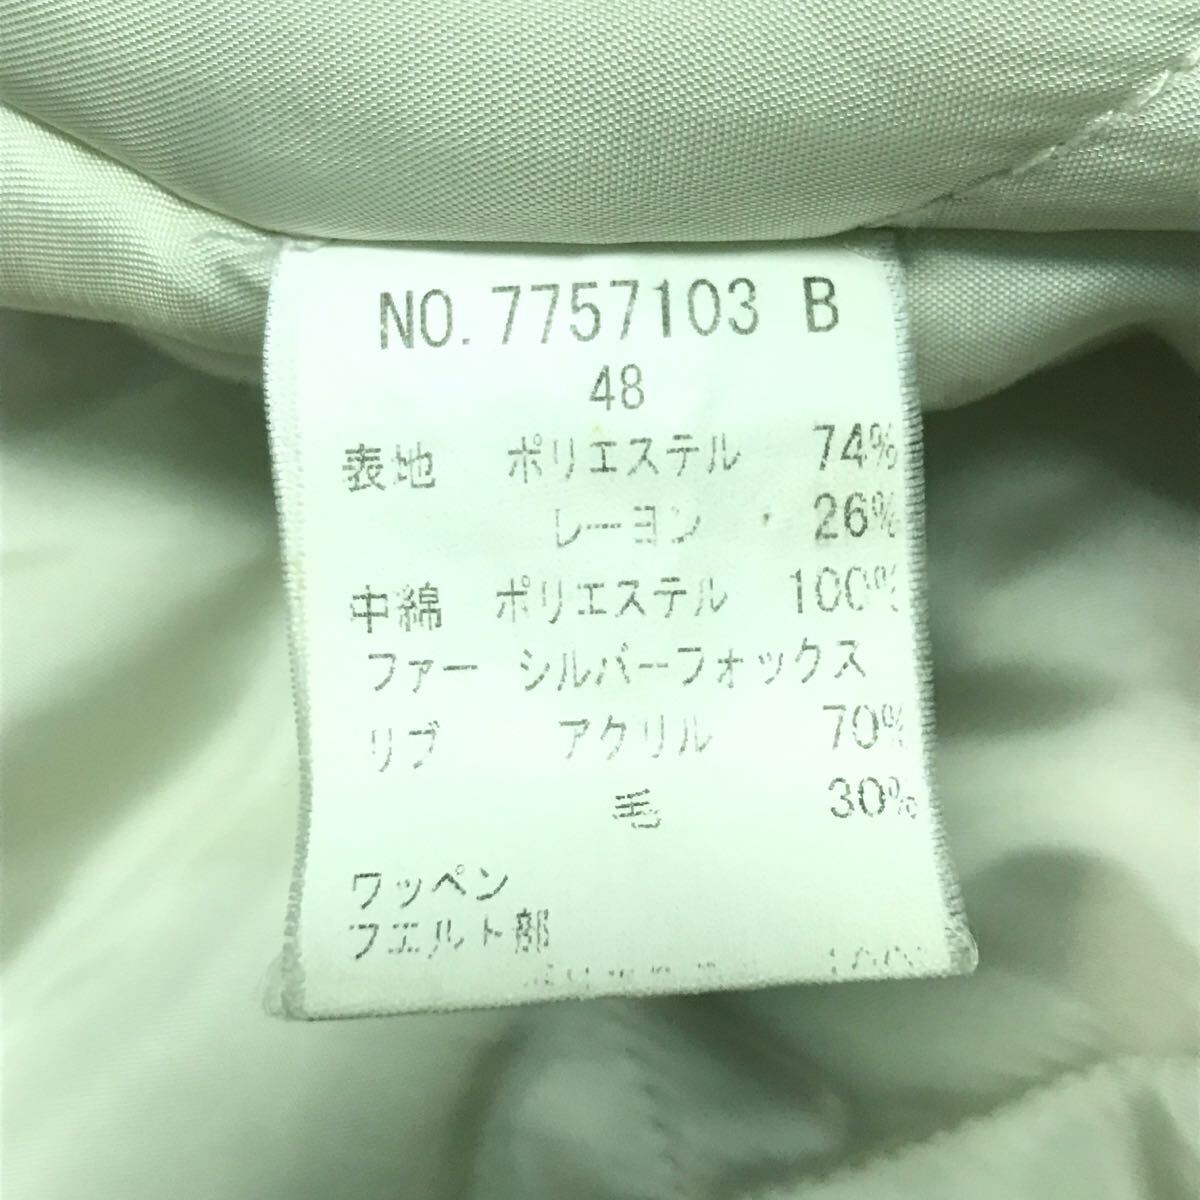 NO. 7757103 B
48
表地 ポリエステル 74%
レーヨン 26%
中綿 ポリエステル 100%
ファー シルバーフォックス
リブ アクリル 70%
毛 30%
ワッペン
フエルト部
100%